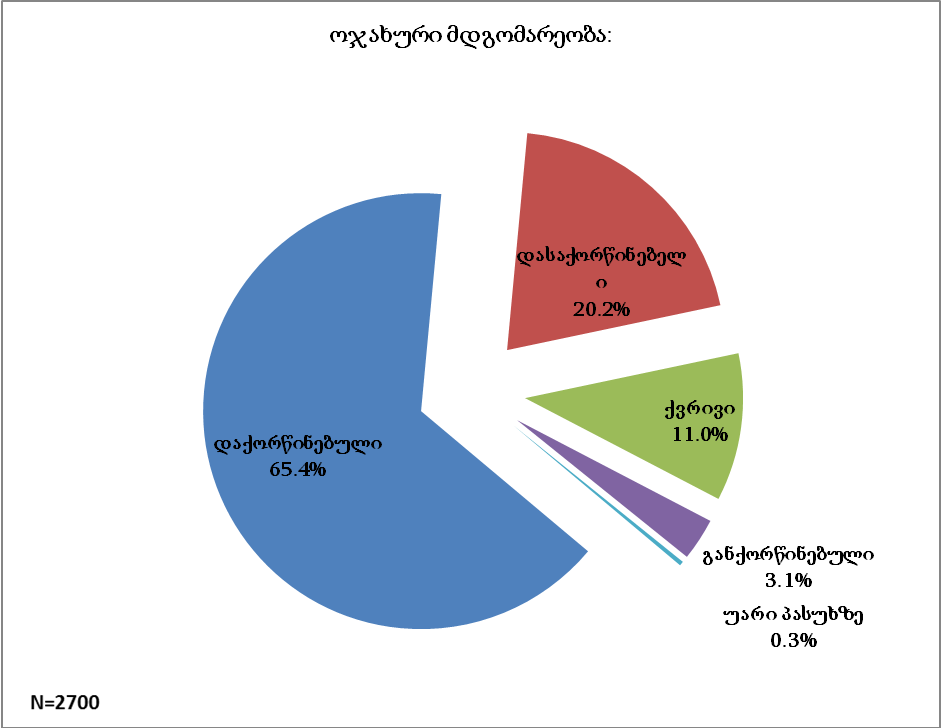 ოჯახური მდგომარეობა:
დასაქორწინებელ
ი
20.2%
ქვრივი
11.0%
დაქორწინებული
65.4%
განქორწინებული
3.1%
უარი პასუხზე
0.3%
N=2700